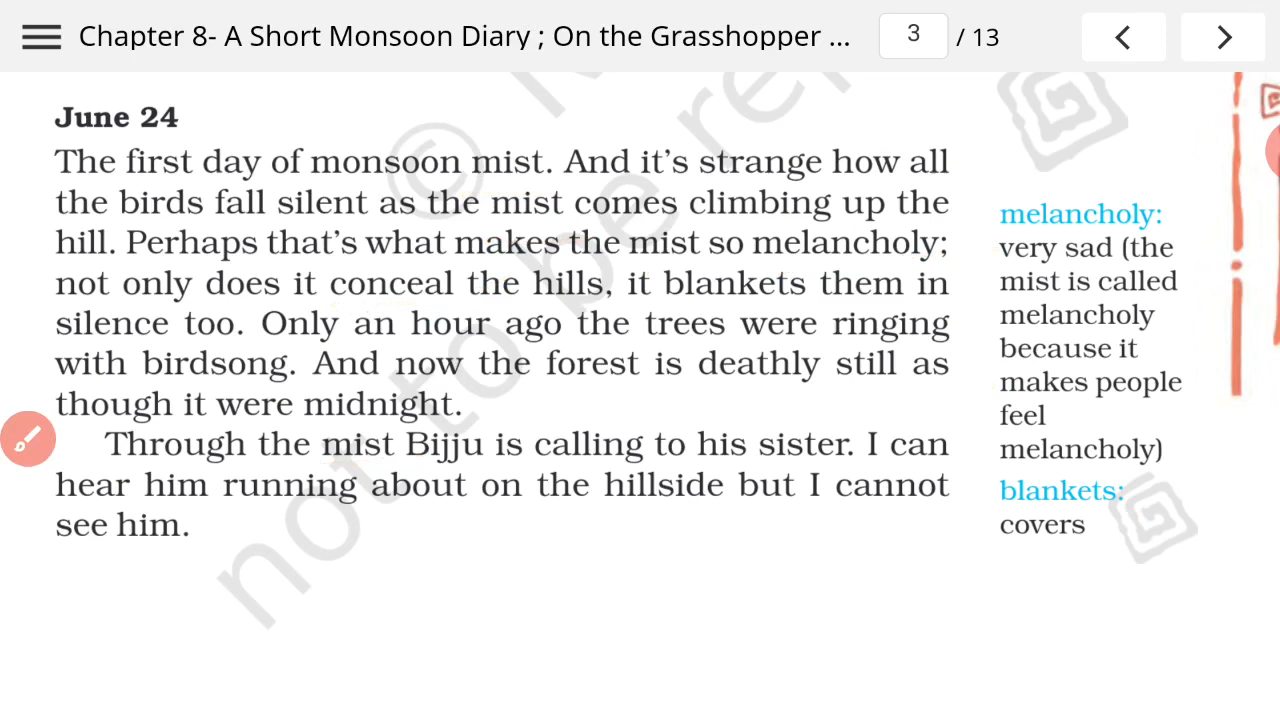 Chapter 8- A Short Monsoon Diary ; On the Grasshopper ...
3 / 13
June 24
The first day of monsoon mist. And it's strange how all
the birds fall silent as the mist comes climbing up the
hill. Perhaps that's what makes the mist so melancholy;
not only does it conceal the hills, it blankets them in
silence too. Only an hour ago the trees were ringing
with birdsong. And now the forest is deathly still as
though it were midnight.
Through the mist Bijju is calling to his sister. I can
hear him running about on the hillside but I cannot
see him.
melancholy:
very sad (the
mist is called
melancholy
because it
makes people
feel
melancholy)
blankets:
covers
©
not to be